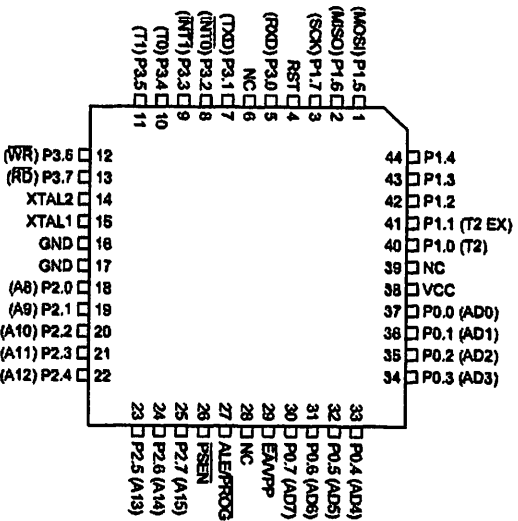 (T1) P3.5
(T0) P3.4
(INT1) P3.3
(INT0) P3.2
(TXD) P3.1
NC
(RXD) P3.0
RST
(SCK) P1.7
(MISO) P1.6
(MOSI) P1.5
11
10
9
8
7
6
5
4
3
2
1
(WR) P3.6 12
(RD) P3.7 13
XTAL2 14
XTAL1 15
GND 16
GND 17
(A8) P2.0 18
(A9) P2.1 19
(A10) P2.2 20
(A11) P2.3 21
(A12) P2.4 22
44 P1.4
43 P1.3
42 P1.2
41 P1.1 (T2 EX)
40 P1.0 (T2)
39 NC
38 VCC
37 P0.0 (AD0)
36 P0.1 (AD1)
35 P0.2 (AD2)
34 P0.3 (AD3)
23
24
25
26
27
28
29
30
31
32
33
P2.5 (A13)
P2.6 (A14)
P2.7 (A15)
PSEN
ALE/PROG
NC
EA/VPP
P0.7 (AD7)
P0.6 (AD6)
P0.5 (AD5)
P0.4 (AD4)